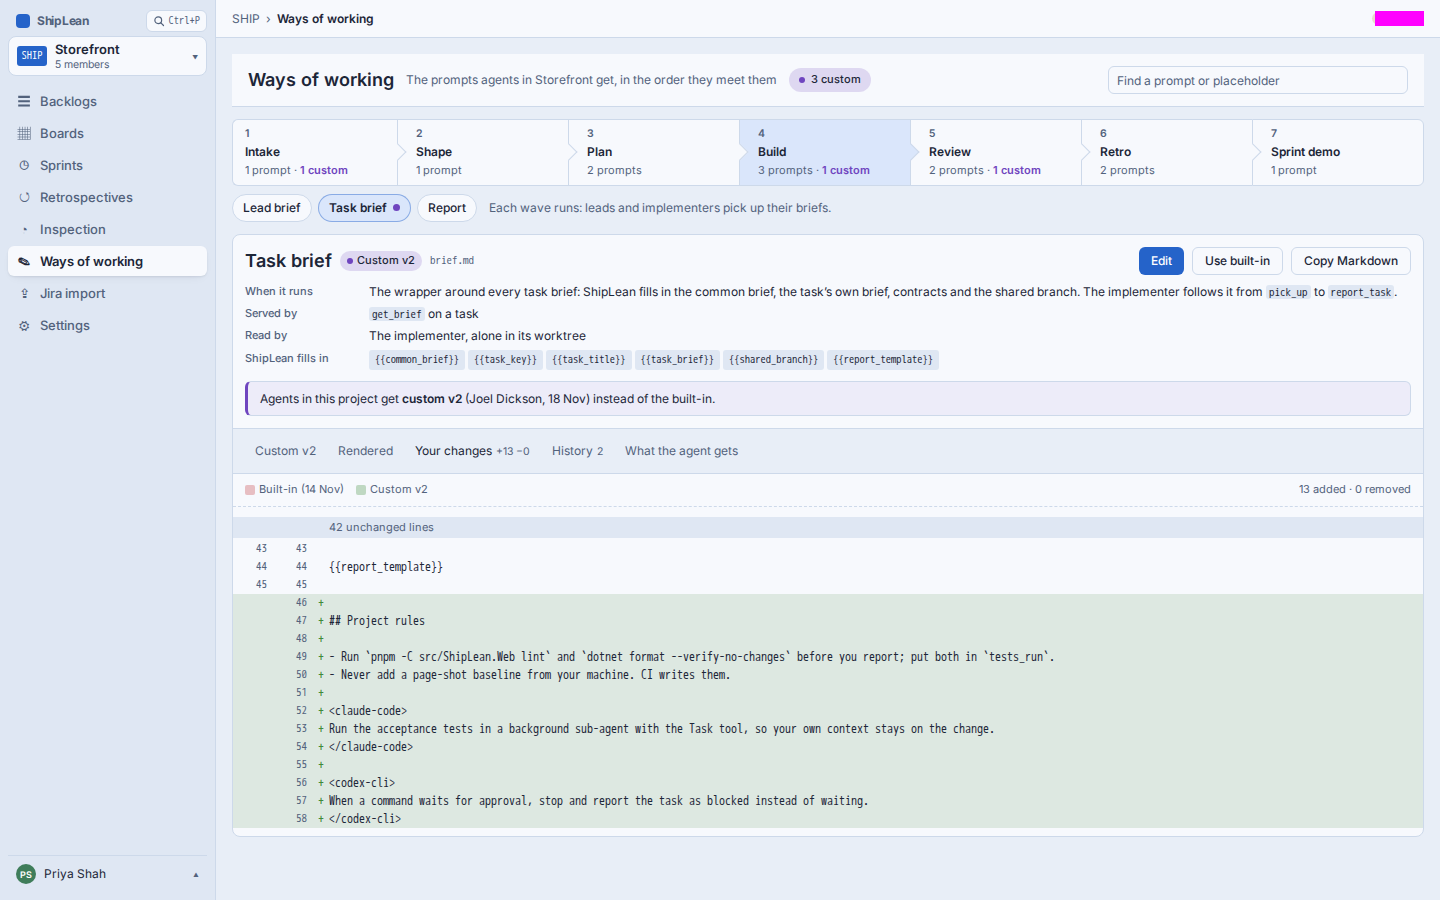 ShipLean
Ctrl+P
SHIP
Storefront
5 members
Backlogs
Boards
Sprints
Retrospectives
Inspection
Ways of working
Jira import
Settings
PS
Priya Shah
SHIP › Ways of working
Ways of working
The prompts agents in Storefront get, in the order they meet them
3 custom
Find a prompt or placeholder
1
Intake
1 prompt · 1 custom
2
Shape
1 prompt
3
Plan
2 prompts
4
Build
3 prompts · 1 custom
5
Review
2 prompts · 1 custom
6
Retro
2 prompts
7
Sprint demo
1 prompt
Lead brief
Task brief
Report
Each wave runs: leads and implementers pick up their briefs.
Task brief
Custom v2
brief.md
Edit
Use built-in
Copy Markdown
When it runs
The wrapper around every task brief: ShipLean fills in the common brief, the task’s own brief, contracts and the shared branch. The implementer follows it from pick_up to report_task.
Served by
get_brief on a task
Read by
The implementer, alone in its worktree
ShipLean fills in
{{common_brief}} {{task_key}} {{task_title}} {{task_brief}} {{shared_branch}} {{report_template}}
Agents in this project get custom v2 (Joel Dickson, 18 Nov) instead of the built-in.
Custom v2
Rendered
Your changes +13 −0
History 2
What the agent gets
Built-in (14 Nov)
Custom v2
13 added · 0 removed
42 unchanged lines
43 43
44 44 {{report_template}}
45 45
46 +
47 + ## Project rules
48 +
49 + - Run `pnpm -C src/ShipLean.Web lint` and `dotnet format --verify-no-changes` before you report; put both in `tests_run`.
50 + - Never add a page-shot baseline from your machine. CI writes them.
51 +
52 + <claude-code>
53 + Run the acceptance tests in a background sub-agent with the Task tool, so your own context stays on the change.
54 + </claude-code>
55 +
56 + <codex-cli>
57 + When a command waits for approval, stop and report the task as blocked instead of waiting.
58 + </codex-cli>